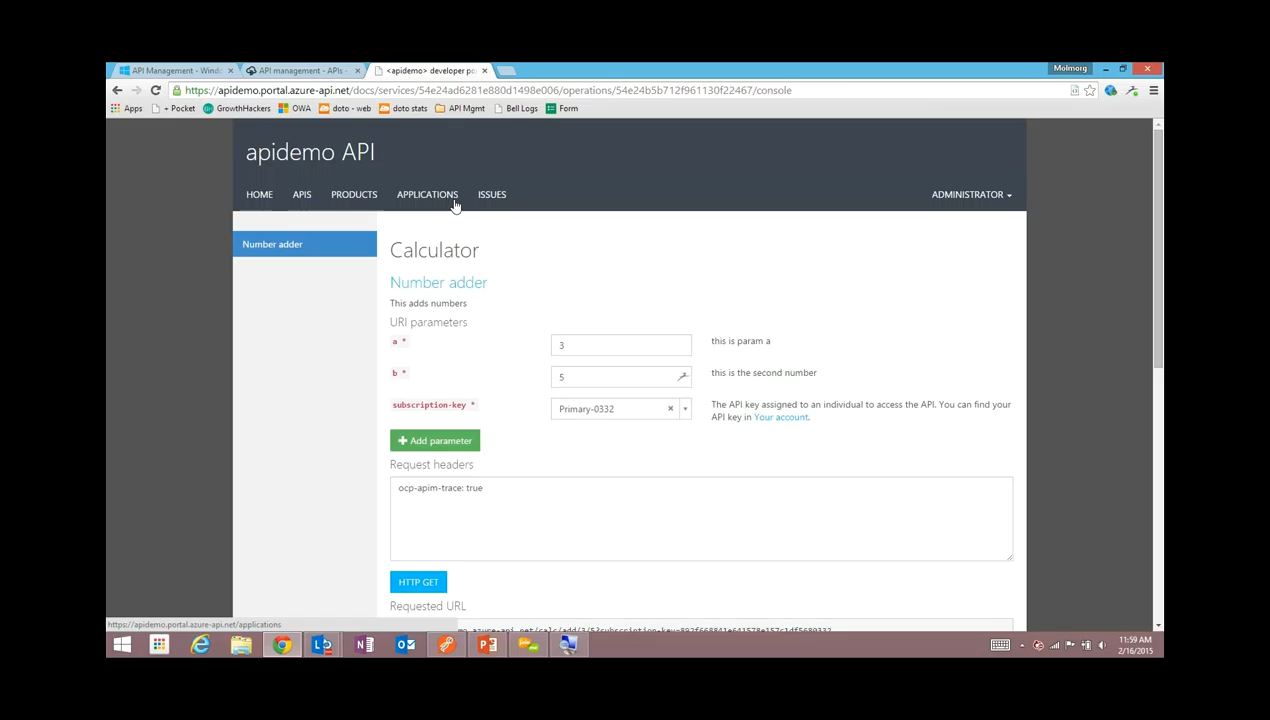 API Management - Windo
API management - APIs -
<apidemo> developer po
Molmorg
https://apidemo.portal.azure-api.net/docs/services/54e24ad6281e880d1498e006/operations/54e24b5b712f961130f22467/console
Apps
+ Pocket
GrowthHackers
OWA
doto - web
doto stats
API Mgmt
Bell Logs
Form
apidemo API
HOME
APIS
PRODUCTS
APPLICATIONS
ISSUES
ADMINISTRATOR
Number adder
Calculator
Number adder
This adds numbers
URI parameters
a *
3
this is param a
b *
5
this is the second number
subscription-key *
Primary-0332
The API key assigned to an individual to access the API. You can find your
API key in Your account.
Add parameter
Request headers
ocp-apim-trace: true
HTTP GET
Requested URL
https://apidemo.portal.azure-api.net/applications
11:59 AM
2/16/2015